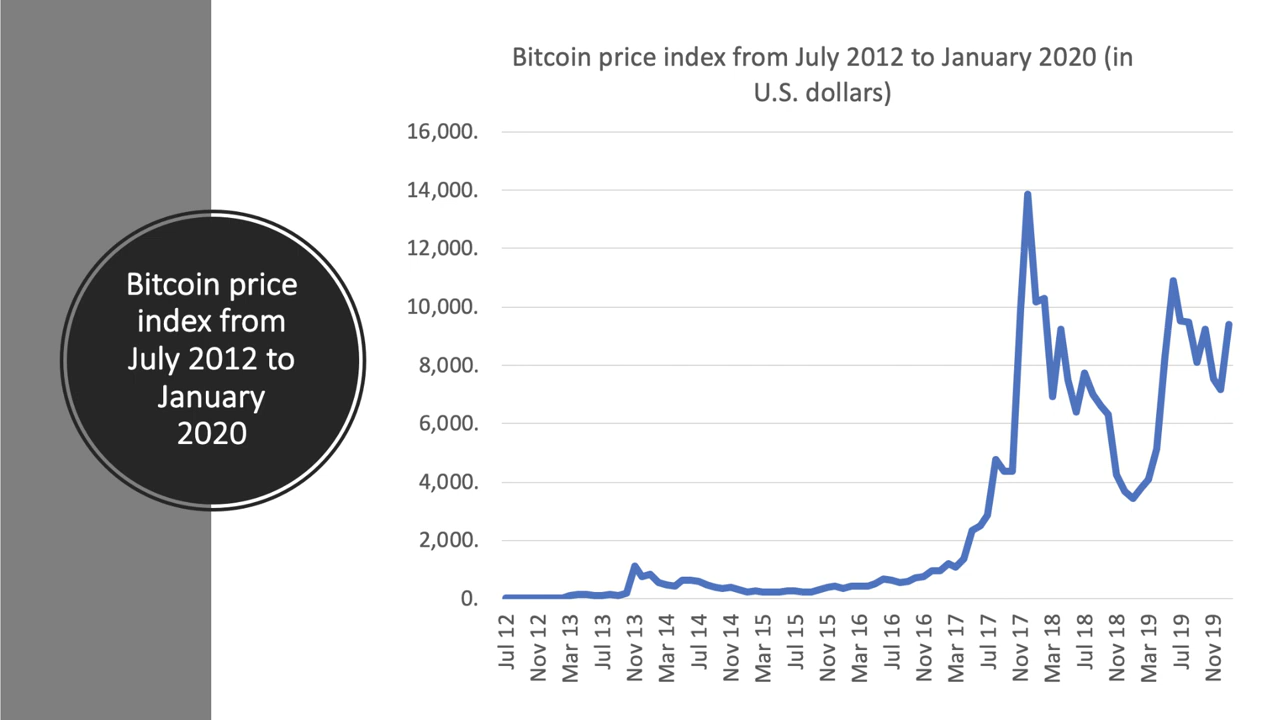 Bitcoin price
index from
July 2012 to
January
2020
Bitcoin price index from July 2012 to January 2020 (in
U.S. dollars)
16,000.
14,000.
12,000.
10,000.
8,000.
6,000.
4,000.
2,000.
0.
Jul 12
Nov 12
Mar 13
Jul 13
Nov 13
Mar 14
Jul 14
Nov 14
Mar 15
Jul 15
Nov 15
Mar 16
Jul 16
Nov 16
Mar 17
Jul 17
Nov 17
Mar 18
Jul 18
Nov 18
Mar 19
Jul 19
Nov 19